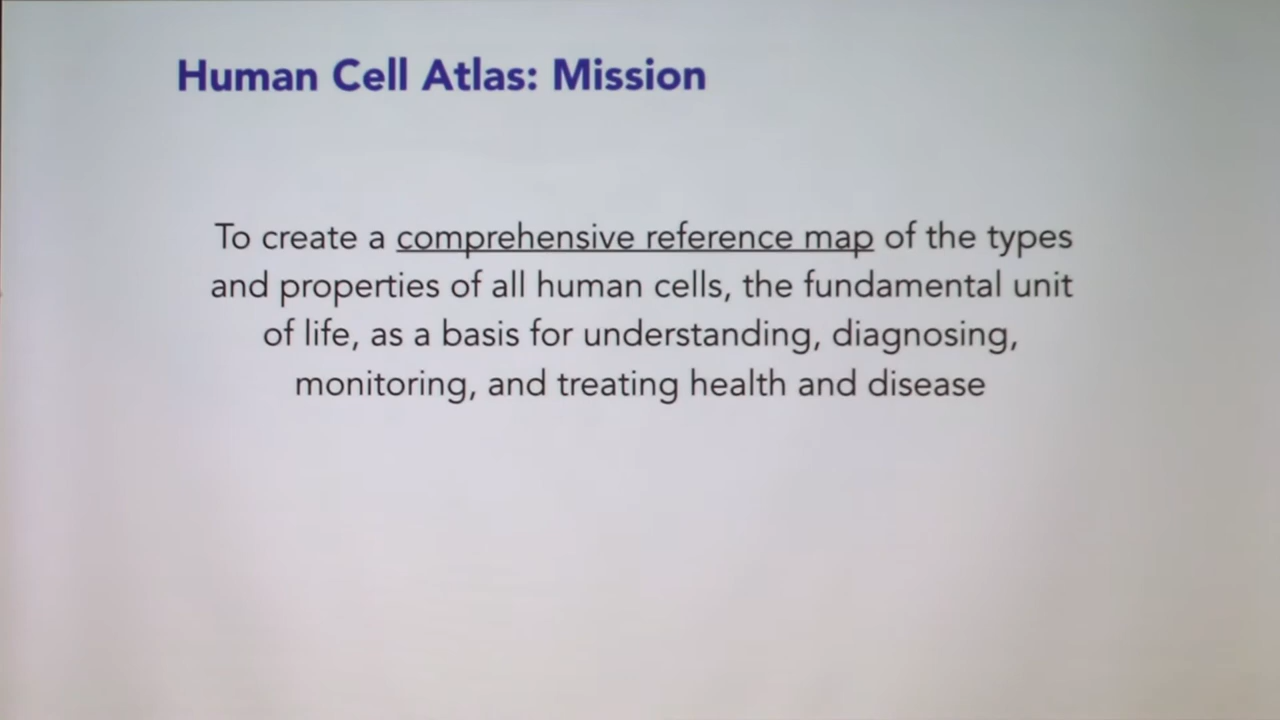 Human Cell Atlas: Mission
To create a comprehensive reference map of the types
and properties of all human cells, the fundamental unit
of life, as a basis for understanding, diagnosing,
monitoring, and treating health and disease